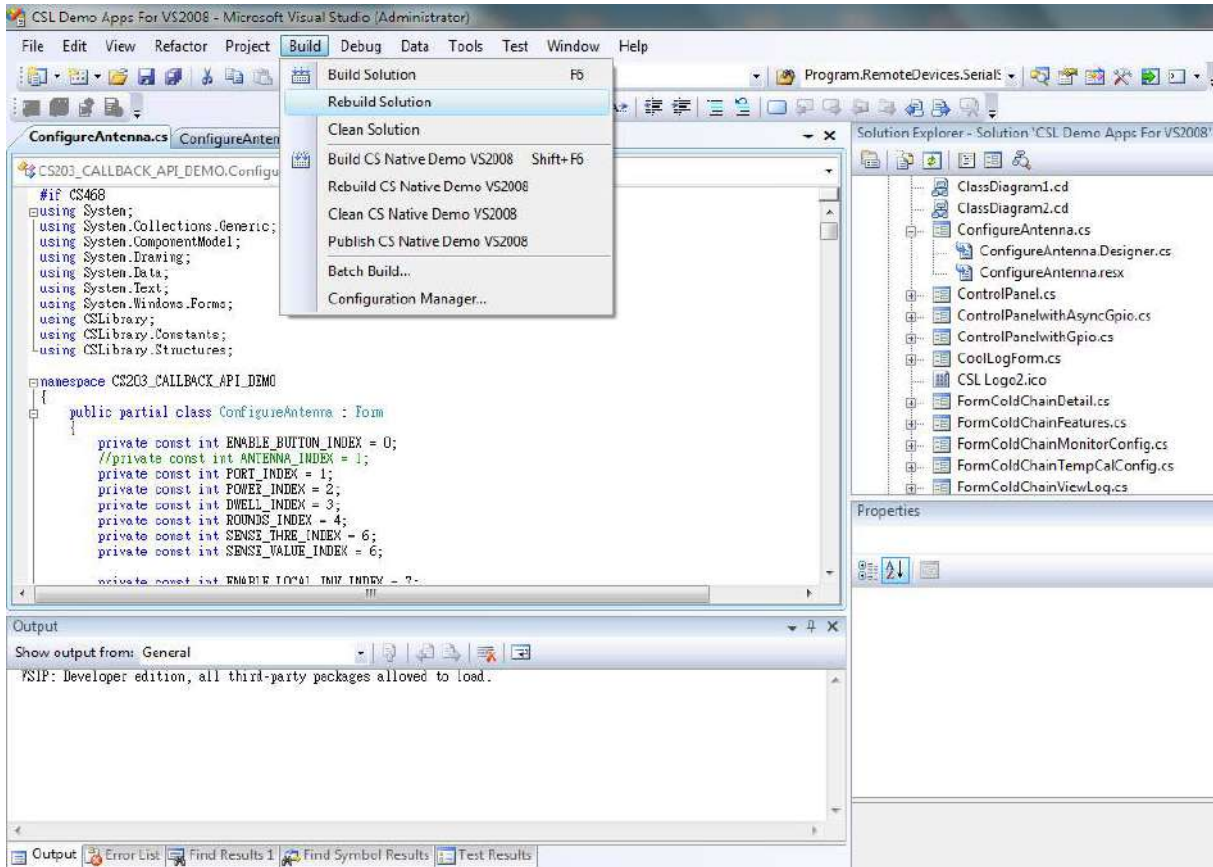 CSL Demo Apps For VS2008 - Microsoft Visual Studio (Administrator)
File Edit View Refactor Project Build Debug Data Tools Test Window Help
Build Solution F6
Rebuild Solution
Clean Solution
Build CS Native Demo VS2008 Shift+F6
Rebuild CS Native Demo VS2008
Clean CS Native Demo VS2008
Publish CS Native Demo VS2008
Batch Build...
Configuration Manager...
Program.RemoteDevices.Serial
ConfigureAntenna.cs ConfigureAnten
CS203_CALLBACK_API_DEMO.Configu
#if CS468
using System;
using System.Collections.Generic;
using System.ComponentModel;
using System.Drawing;
using System.Data;
using System.Text;
using System.Windows.Forms;
using CSLibrary;
using CSLibrary.Constants;
using CSLibrary.Structures;
namespace CS203_CALLBACK_API_DEMO
{
public partial class ConfigureAntenna : Form
{
private const int ENABLE_BUTTON_INDEX = 0;
//private const int ANTENNA_INDEX = 1;
private const int PORT_INDEX = 1;
private const int POWER_INDEX = 2;
private const int DWELL_INDEX = 3;
private const int ROUNDS_INDEX = 4;
private const int SENSE_THRE_INDEX = 6;
private const int SENSE_VALUE_INDEX = 6;
private const int ENABLE_LOCAL_INV_INDEX = 7;
Solution Explorer - Solution 'CSL Demo Apps For VS2008'
ClassDiagram1.cd
ClassDiagram2.cd
ConfigureAntenna.cs
ConfigureAntenna.Designer.cs
ConfigureAntenna.resx
ControlPanel.cs
ControlPanelwithAsyncGpio.cs
ControlPanelwithGpio.cs
CoolLogForm.cs
CSL Logo2.ico
FormColdChainDetail.cs
FormColdChainFeatures.cs
FormColdChainMonitorConfig.cs
FormColdChainTempCalConfig.cs
FormColdChainViewLog.cs
Properties
Output
Show output from: General
VSIP: Developer edition, all third-party packages allowed to load.
Output Error List Find Results 1 Find Symbol Results Test Results